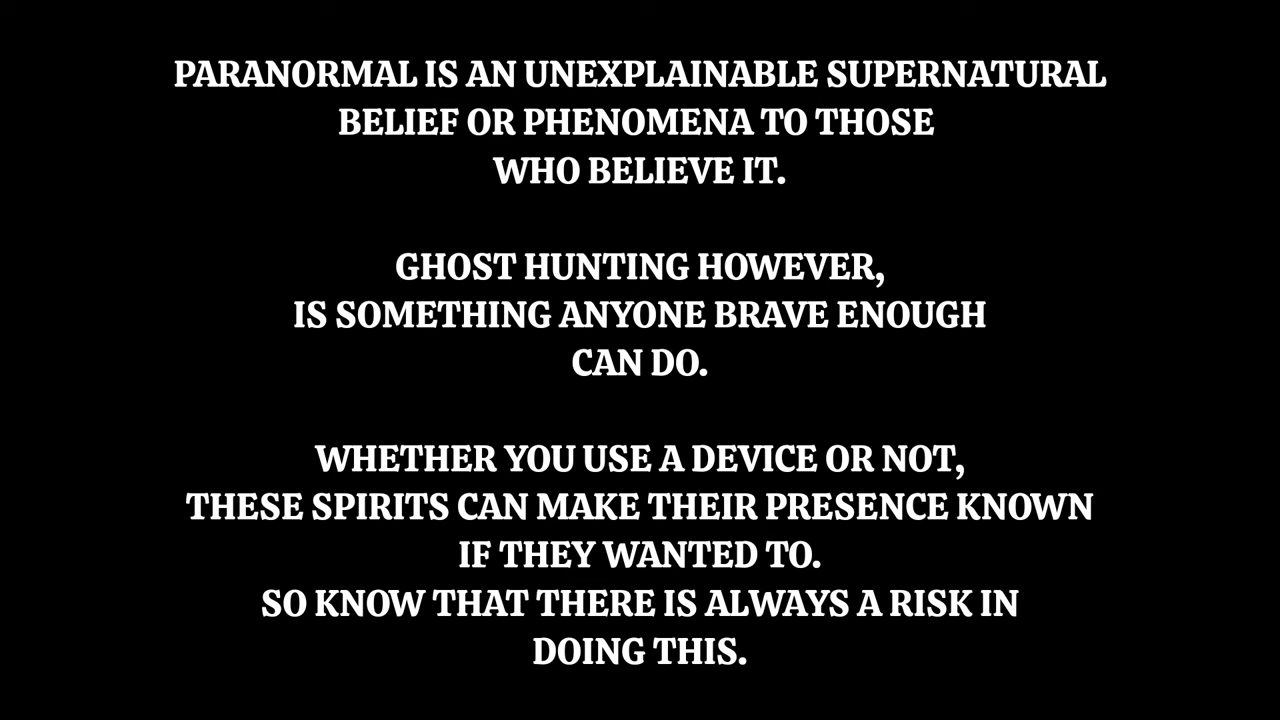 PARANORMAL IS AN UNEXPLAINABLE SUPERNATURAL
BELIEF OR PHENOMENA TO THOSE
WHO BELIEVE IT.
GHOST HUNTING HOWEVER,
IS SOMETHING ANYONE BRAVE ENOUGH
CAN DO.
WHETHER YOU USE A DEVICE OR NOT,
THESE SPIRITS CAN MAKE THEIR PRESENCE KNOWN
IF THEY WANTED TO.
SO KNOW THAT THERE IS ALWAYS A RISK IN
DOING THIS.